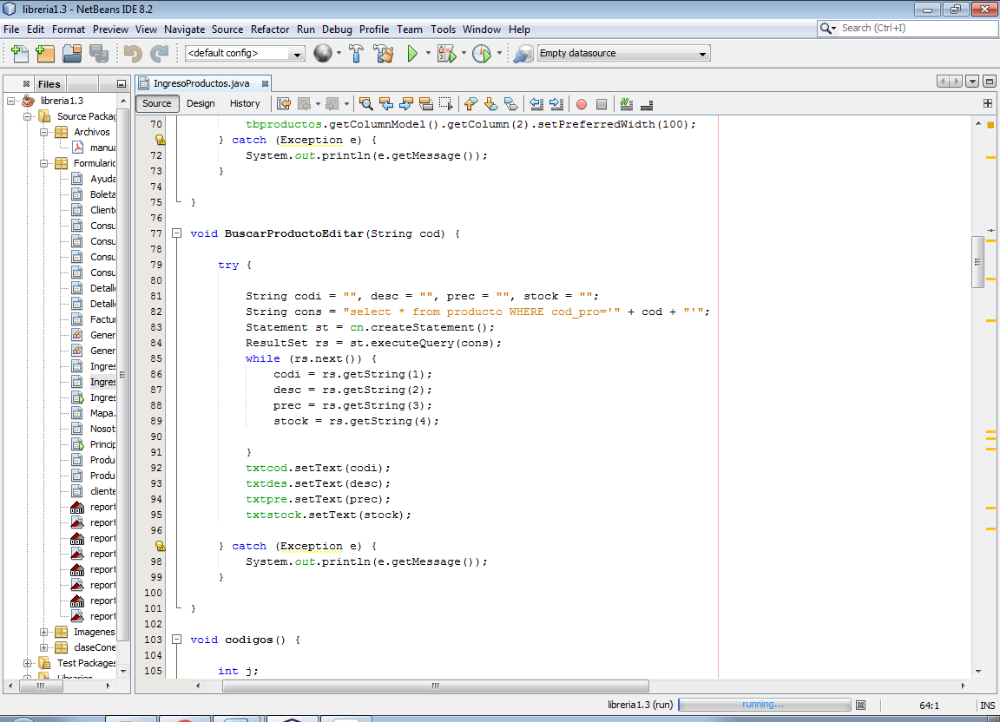 libreria1.3 - NetBeans IDE 8.2
File Edit Format Preview View Navigate Source Refactor Run Debug Profile Team Tools Window Help
Search (Ctrl+I)
<default config>
Empty datasource
Files
IngresoProductos.java
Source Design History
libreria1.3
Source Packag
Archivos
manua
Formulario
Ayuda
Boleta
Cliente
Consu
Consu
Consu
Consu
Detalle
Detalle
Factur
Gener
Gener
Ingres
Ingres
Ingres
Mapa.
Nosot
Princip
Produ
Produ
cliente
report
report
report
report
report
report
report
report
Imagenes
claseCone
Test Packages
Libraries
70 tbproductos.getColumnModel().getColumn(2).setPreferredWidth(100);
} catch (Exception e) {
72 System.out.println(e.getMessage());
73 }
74
75 }
76
77 void BuscarProductoEditar(String cod) {
78
79 try {
80
81 String codi = "", desc = "", prec = "", stock = "";
82 String cons = "select * from producto WHERE cod_pro='" + cod + "'";
83 Statement st = cn.createStatement();
84 ResultSet rs = st.executeQuery(cons);
85 while (rs.next()) {
86 codi = rs.getString(1);
87 desc = rs.getString(2);
88 prec = rs.getString(3);
89 stock = rs.getString(4);
90
91 }
92 txtcod.setText(codi);
93 txtdes.setText(desc);
94 txtpre.setText(prec);
95 txtstock.setText(stock);
96
} catch (Exception e) {
98 System.out.println(e.getMessage());
99 }
100
101 }
102
103 void codigos() {
104
105 int j;
libreria1.3 (run) running... 64:1 INS